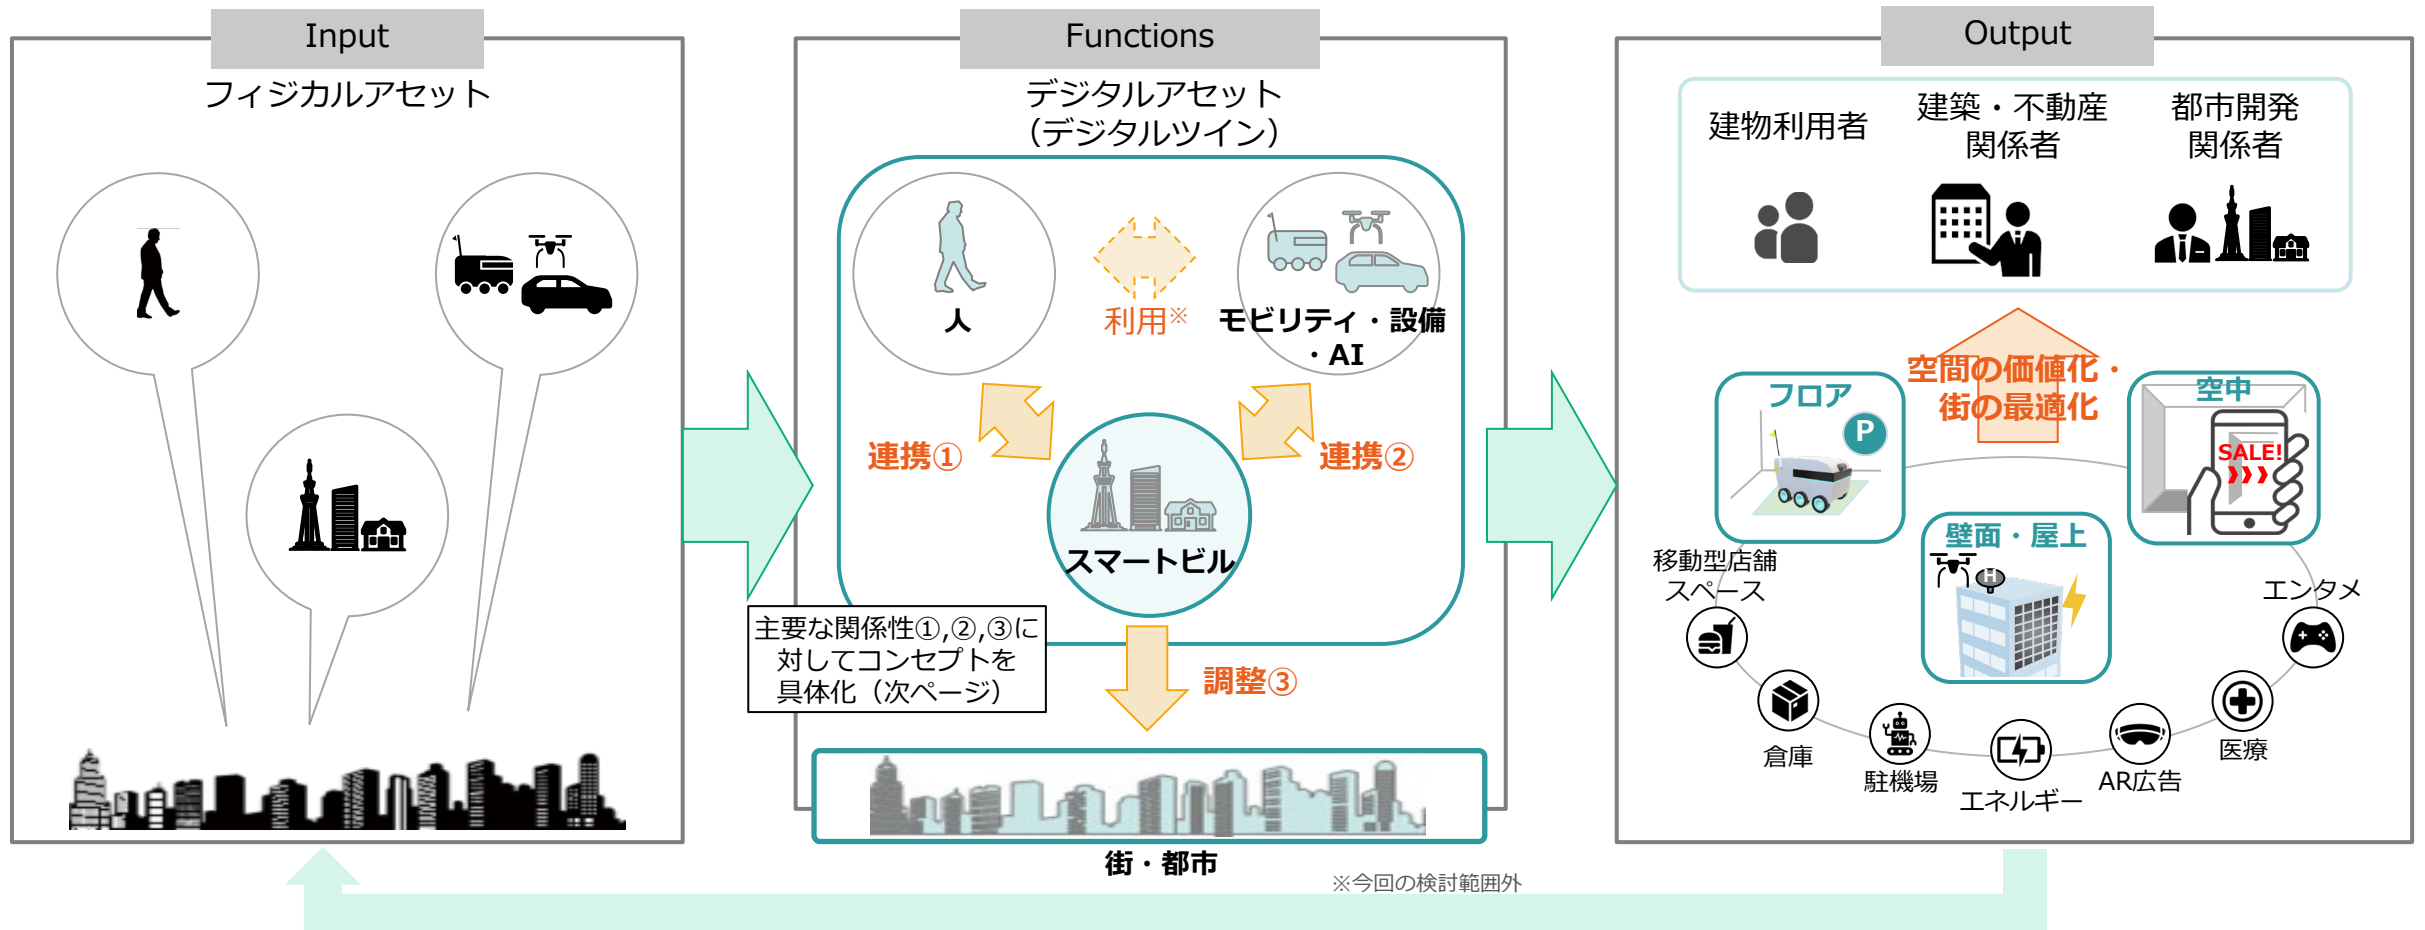 Input
フィジカルアセット
Functions
デジタルアセット
（デジタルツイン）
人
利用※
モビリティ・設備
・AI
連携①
連携②
スマートビル
主要な関係性①,②,③に
対してコンセプトを
具体化（次ページ）
調整③
街・都市
※今回の検討範囲外
Output
建物利用者
建築・不動産
関係者
都市開発
関係者
空間の価値化・
街の最適化
フロア
P
空中
SALE!
壁面・屋上
H
移動型店舗
スペース
倉庫
駐機場
エネルギー
AR広告
医療
エンタメ